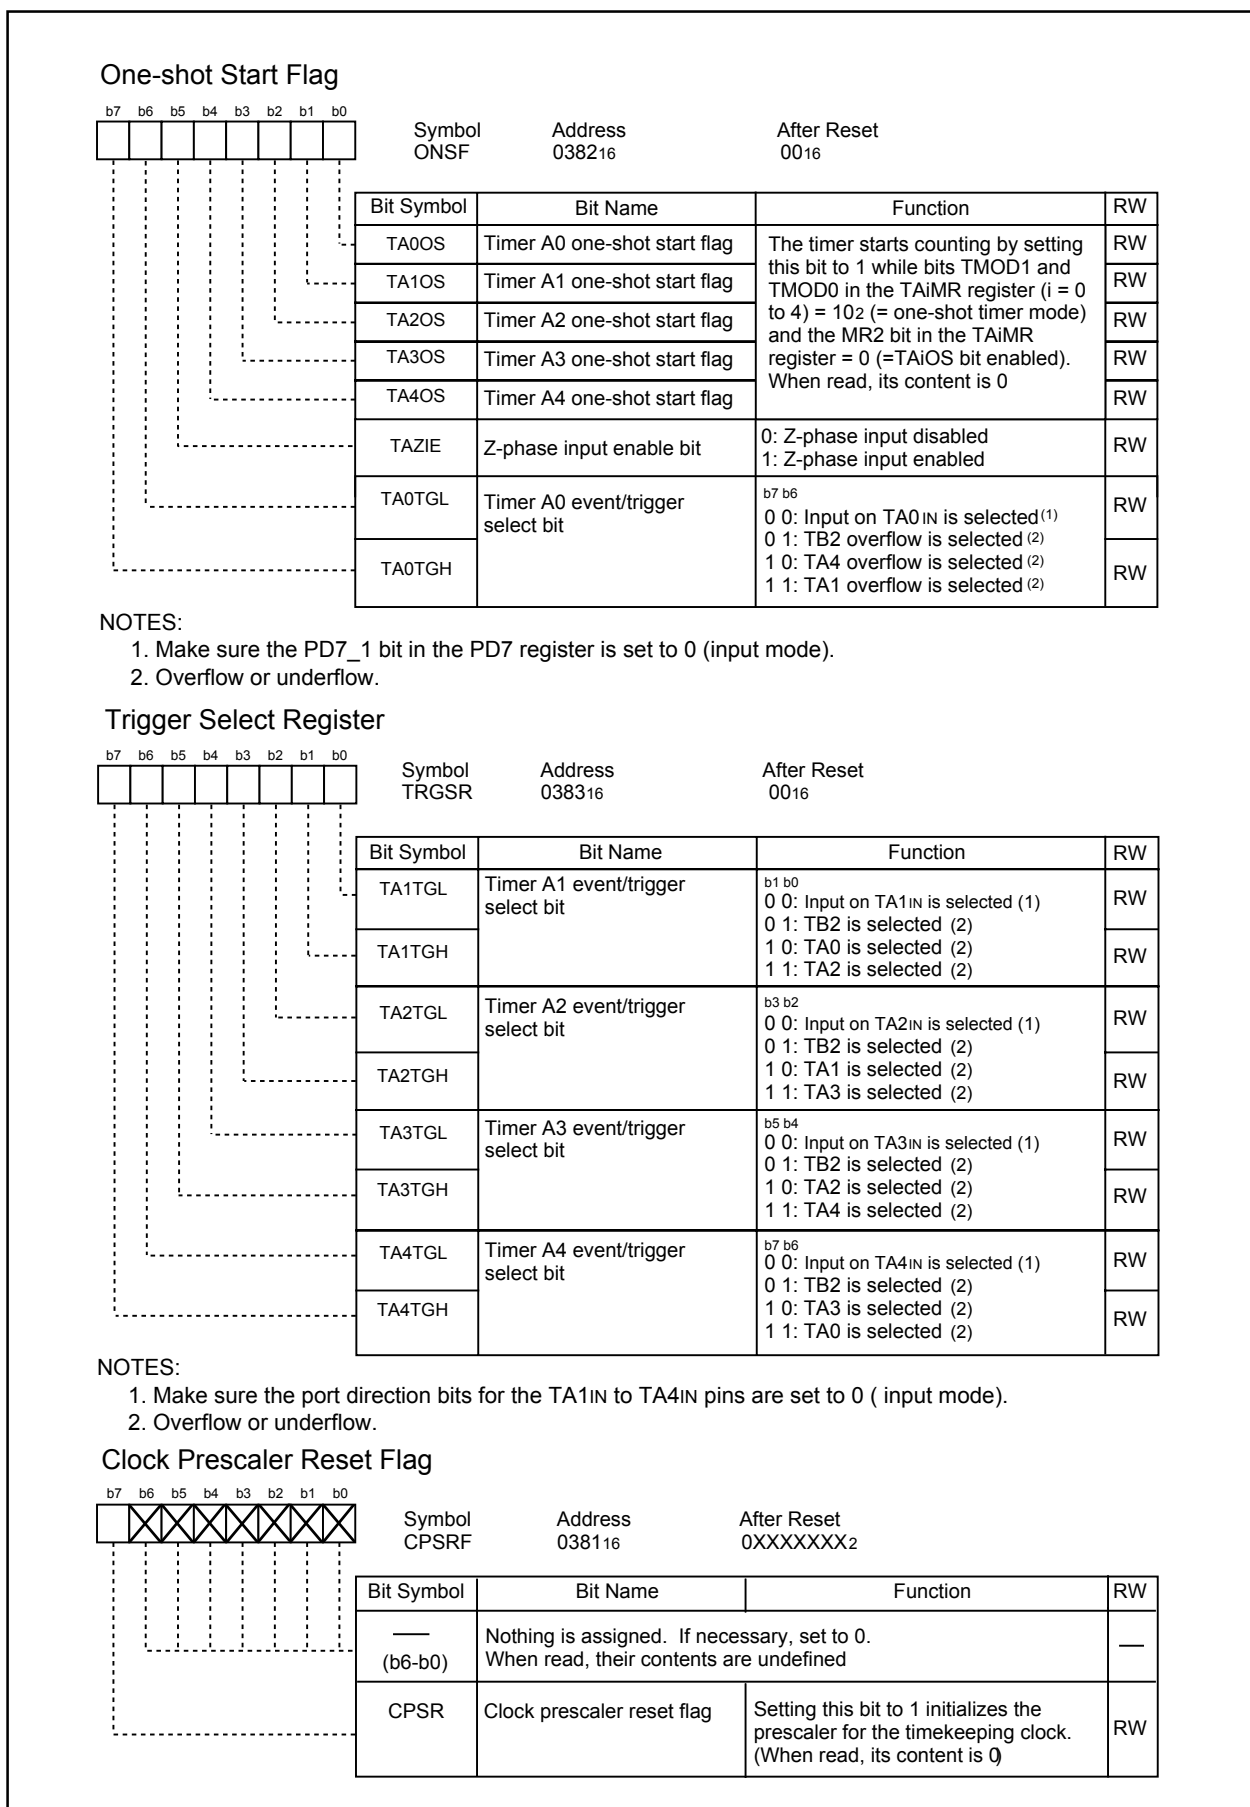 One-shot Start Flag
b7 b6 b5 b4 b3 b2 b1 b0
Symbol Address After Reset
ONSF 038216 0016
Bit Symbol Bit Name Function RW
TA0OS Timer A0 one-shot start flag RW
TA1OS Timer A1 one-shot start flag RW
TA2OS Timer A2 one-shot start flag RW
TA3OS Timer A3 one-shot start flag RW
TA4OS Timer A4 one-shot start flag RW
The timer starts counting by setting
this bit to 1 while bits TMOD1 and
TMOD0 in the TAiMR register (i = 0
to 4) = 102 (= one-shot timer mode)
and the MR2 bit in the TAiMR
register = 0 (=TAiOS bit enabled).
When read, its content is 0
TAZIE Z-phase input enable bit RW
0: Z-phase input disabled
1: Z-phase input enabled
TA0TGL Timer A0 event/trigger RW
select bit
TA0TGH RW
b7 b6
0 0: Input on TA0IN is selected(1)
0 1: TB2 overflow is selected (2)
1 0: TA4 overflow is selected (2)
1 1: TA1 overflow is selected (2)
NOTES:
1. Make sure the PD7_1 bit in the PD7 register is set to 0 (input mode).
2. Overflow or underflow.
Trigger Select Register
b7 b6 b5 b4 b3 b2 b1 b0
Symbol Address After Reset
TRGSR 038316 0016
Bit Symbol Bit Name Function RW
TA1TGL Timer A1 event/trigger RW
select bit
TA1TGH RW
b1 b0
0 0: Input on TA1IN is selected (1)
0 1: TB2 is selected (2)
1 0: TA0 is selected (2)
1 1: TA2 is selected (2)
TA2TGL Timer A2 event/trigger RW
select bit
TA2TGH RW
b3 b2
0 0: Input on TA2IN is selected (1)
0 1: TB2 is selected (2)
1 0: TA1 is selected (2)
1 1: TA3 is selected (2)
TA3TGL Timer A3 event/trigger RW
select bit
TA3TGH RW
b5 b4
0 0: Input on TA3IN is selected (1)
0 1: TB2 is selected (2)
1 0: TA2 is selected (2)
1 1: TA4 is selected (2)
TA4TGL Timer A4 event/trigger RW
select bit
TA4TGH RW
b7 b6
0 0: Input on TA4IN is selected (1)
0 1: TB2 is selected (2)
1 0: TA3 is selected (2)
1 1: TA0 is selected (2)
NOTES:
1. Make sure the port direction bits for the TA1IN to TA4IN pins are set to 0 ( input mode).
2. Overflow or underflow.
Clock Prescaler Reset Flag
b7 b6 b5 b4 b3 b2 b1 b0
Symbol Address After Reset
CPSRF 038116 0XXXXXXX2
Bit Symbol Bit Name Function RW
— Nothing is assigned. If necessary, set to 0. —
(b6-b0) When read, their contents are undefined
CPSR Clock prescaler reset flag RW
Setting this bit to 1 initializes the
prescaler for the timekeeping clock.
(When read, its content is 0)